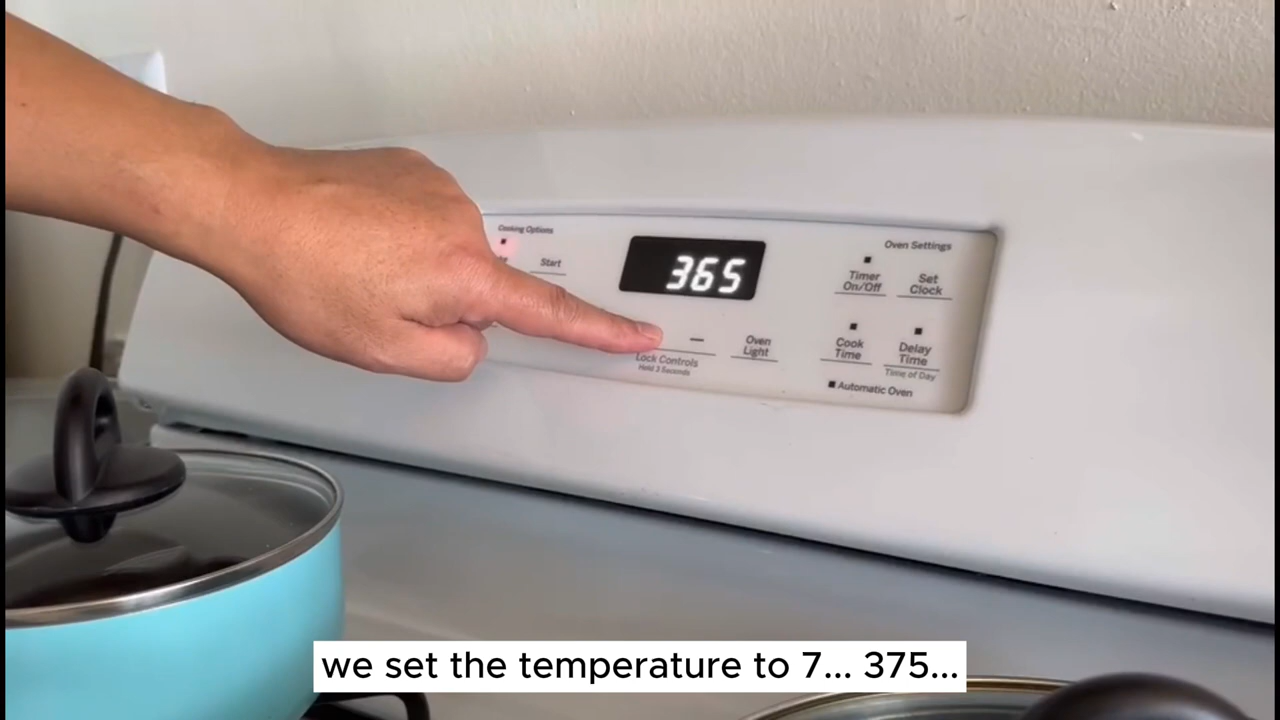 Cooking Options
Start
365
Lock Controls
Hold 3 Seconds
Oven
Light
Oven Settings
Timer
On/Off
Set
Clock
Cook
Time
Delay
Time
Time of Day
Automatic Oven
we set the temperature to 7... 375...